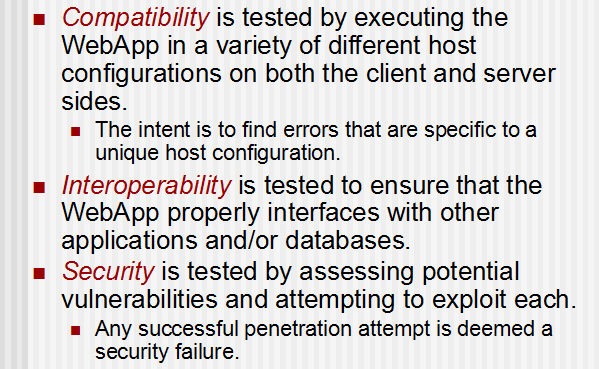 Compatibility is tested by executing the
WebApp in a variety of different host
configurations on both the client and server
sides.
The intent is to find errors that are specific to a
unique host configuration.
Interoperability is tested to ensure that the
WebApp properly interfaces with other
applications and/or databases.
Security is tested by assessing potential
vulnerabilities and attempting to exploit each.
Any successful penetration attempt is deemed a
security failure.